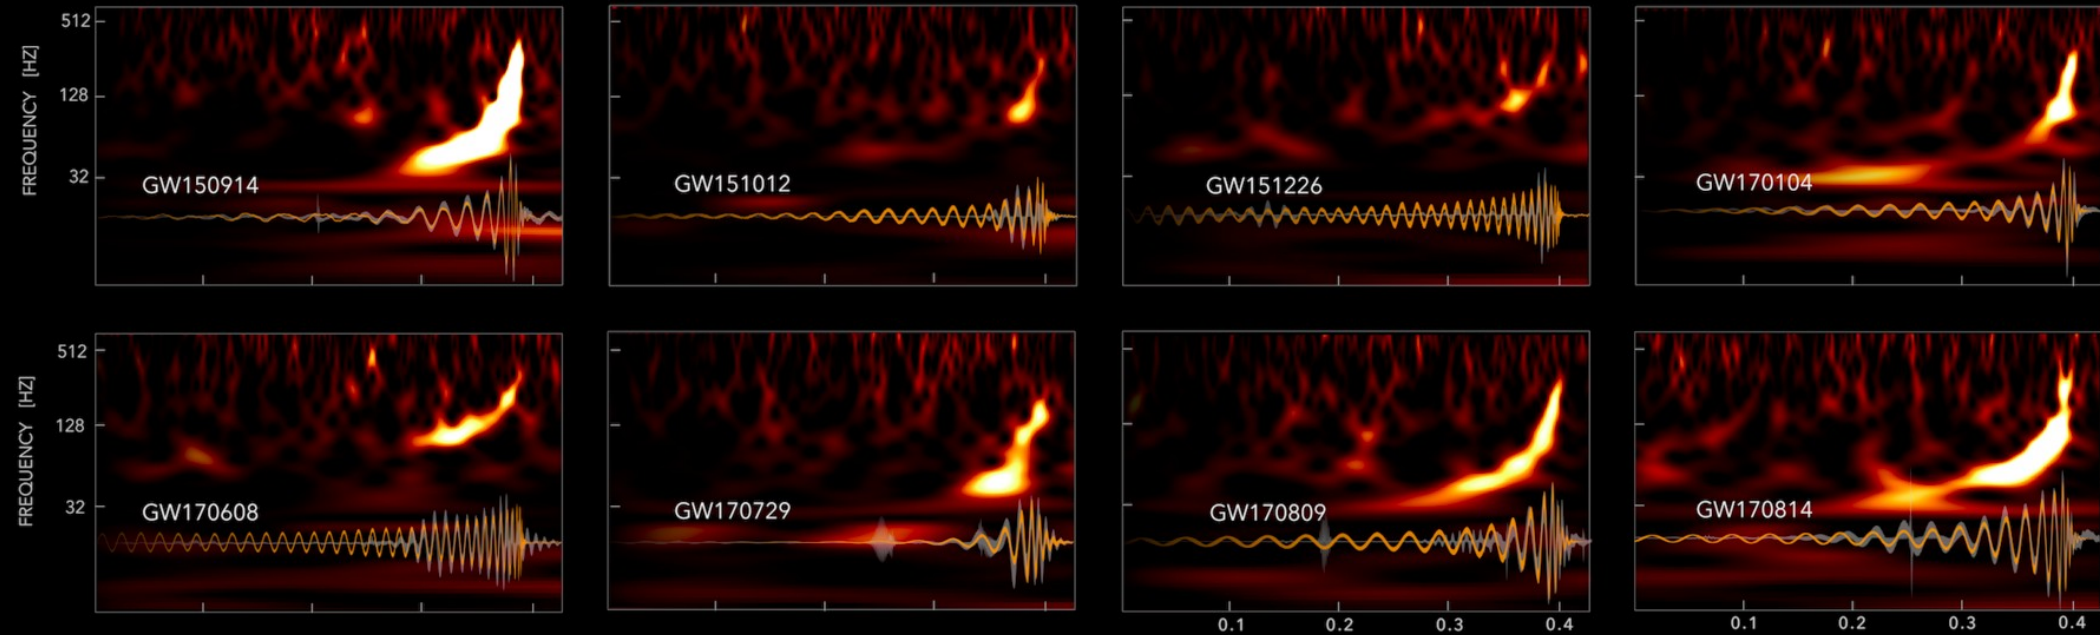 512
128
32
FREQUENCY [HZ]
GW150914
GW151012
GW151226
GW170104
512
128
32
FREQUENCY [HZ]
GW170608
GW170729
GW170809
GW170814
0.1 0.2 0.3 0.4
0.1 0.2 0.3 0.4